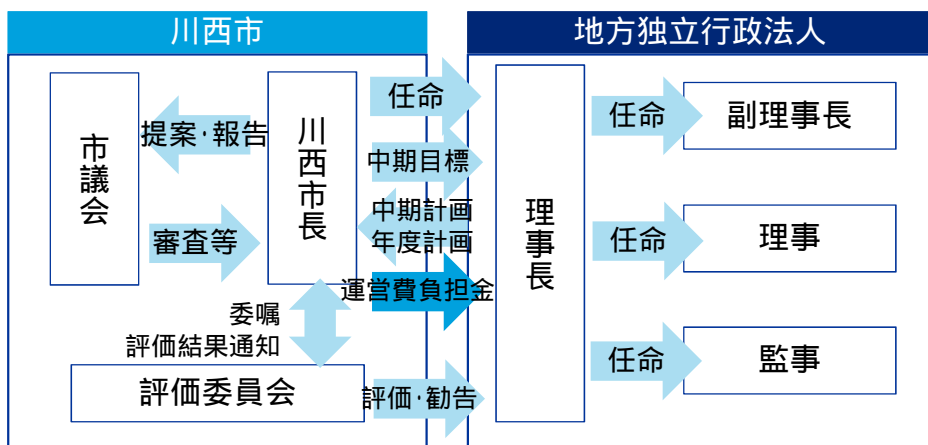 川西市
地方独立行政法人
市議会
提案・報告
審査等
川西市長
任命
中期目標
中期計画
年度計画
運営費負担金
委嘱
評価結果通知
評価委員会
評価・勧告
理事長
任命
副理事長
任命
理事
任命
監事